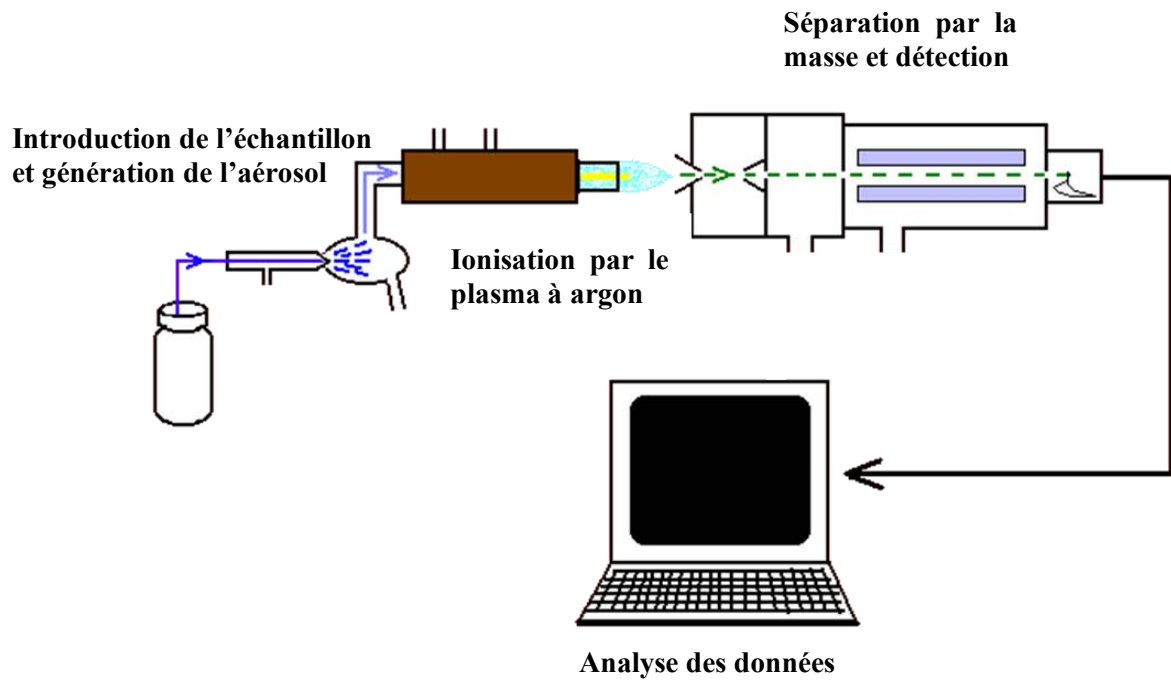 Séparation par la
masse et détection
Introduction de l’échantillon
et génération de l’aérosol
Ionisation par le
plasma à argon
Analyse des données